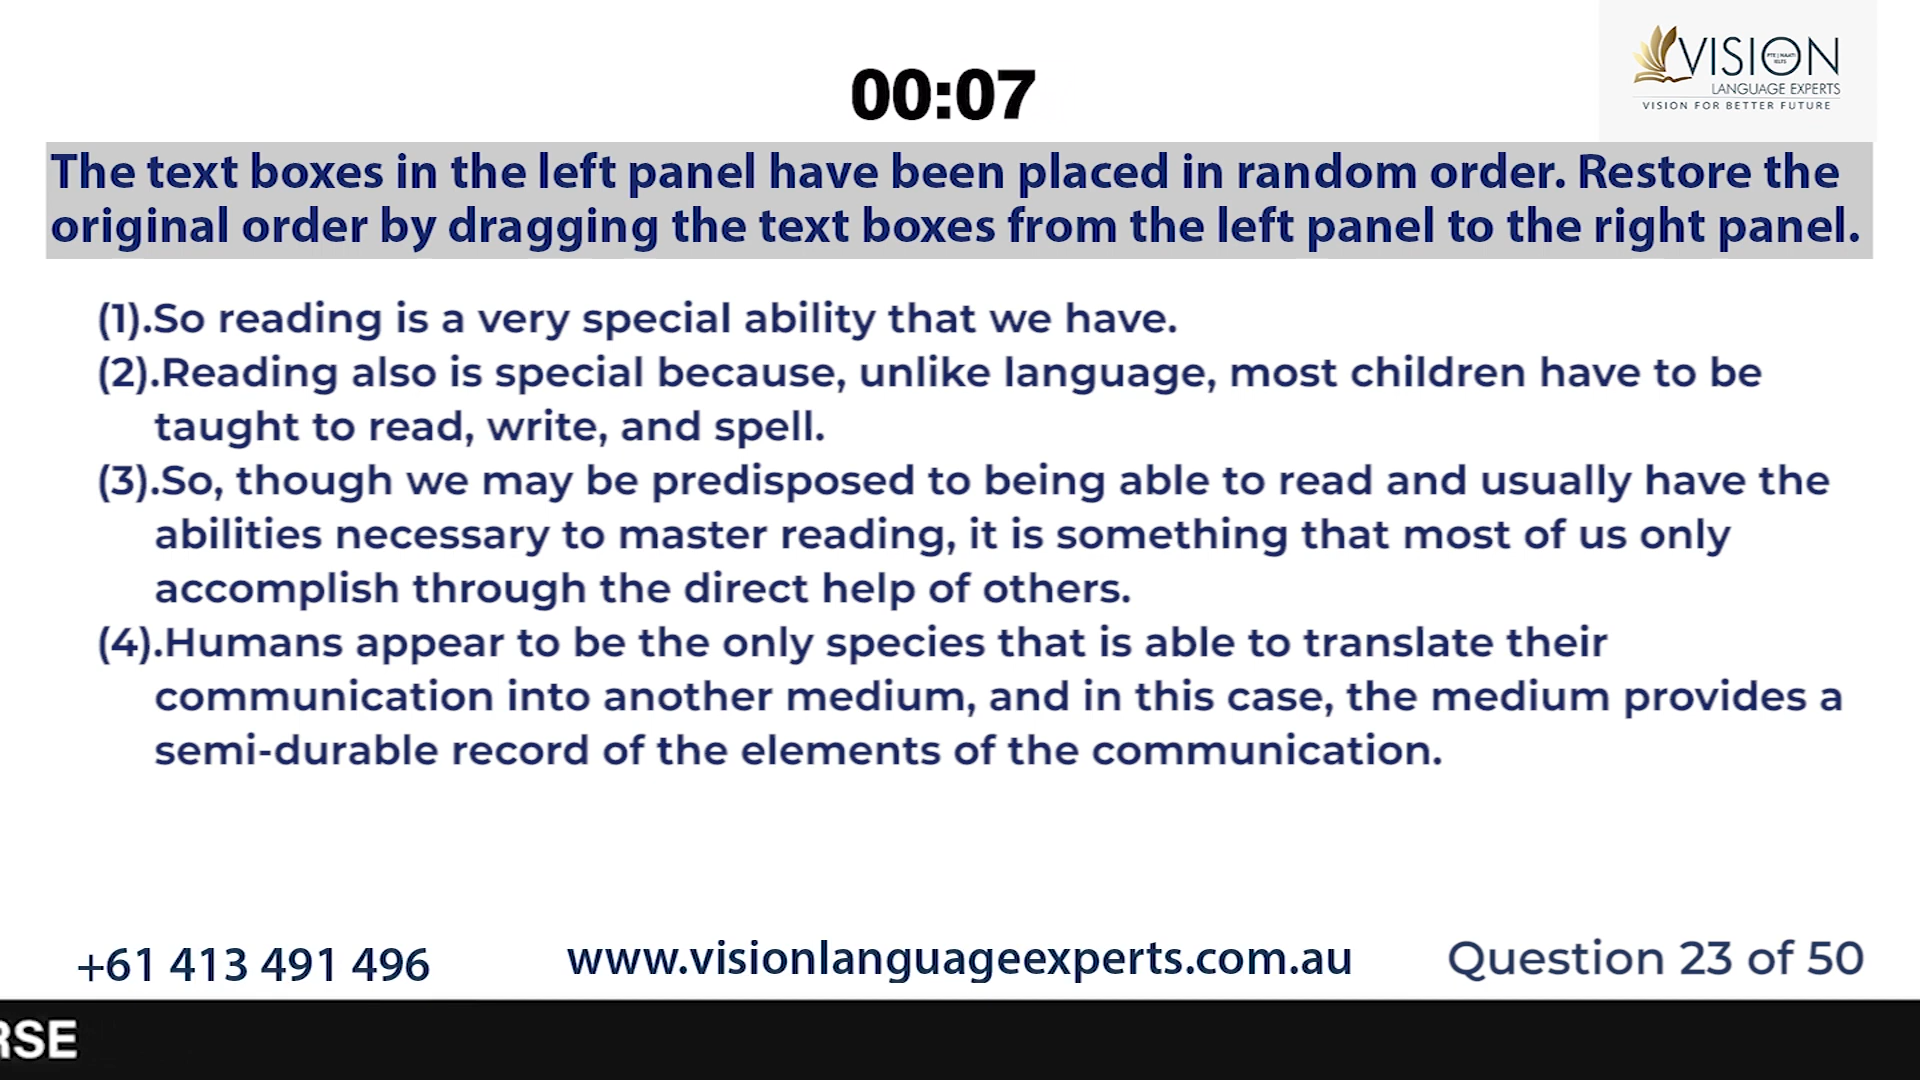 VISION
PTE | NAATI
IELTS
LANGUAGE EXPERTS
VISION FOR BETTER FUTURE
00:07
The text boxes in the left panel have been placed in random order. Restore the
original order by dragging the text boxes from the left panel to the right panel.
(1).So reading is a very special ability that we have.
(2).Reading also is special because, unlike language, most children have to be
taught to read, write, and spell.
(3).So, though we may be predisposed to being able to read and usually have the
abilities necessary to master reading, it is something that most of us only
accomplish through the direct help of others.
(4).Humans appear to be the only species that is able to translate their
communication into another medium, and in this case, the medium provides a
semi-durable record of the elements of the communication.
+61 413 491 496
www.visionlanguageexperts.com.au
Question 23 of 50
RSE